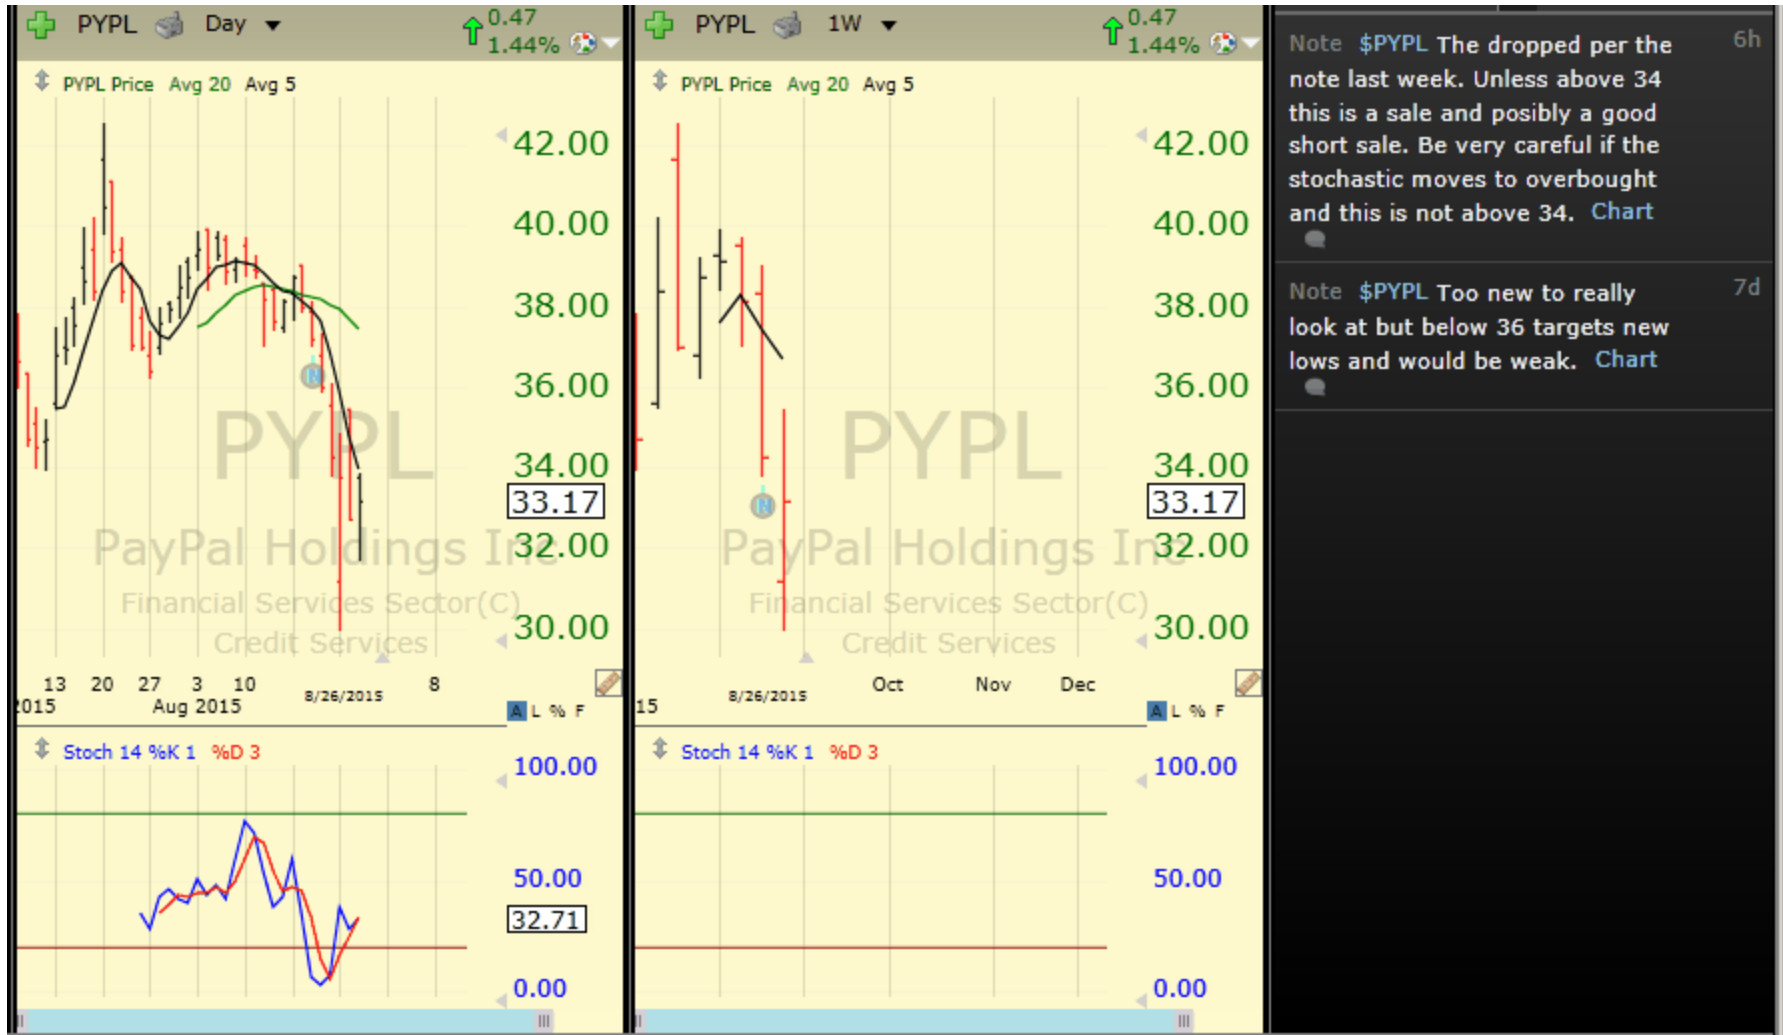 PYPL Day 0.47
1.44%
PYPL Price Avg 20 Avg 5
42.00
40.00
38.00
36.00
N
PYPL
34.00
33.17
PayPal Holdings Inc
32.00
Financial Services Sector(C)
30.00
Credit Services
13 20 27 3 10 8/26/2015 8
2015 Aug 2015
A L % F
Stoch 14 %K 1 %D 3
100.00
50.00
32.71
0.00
PYPL 1W 0.47
1.44%
PYPL Price Avg 20 Avg 5
42.00
40.00
38.00
36.00
PYPL
34.00
33.17
N
PayPal Holdings Inc
32.00
Financial Services Sector(C)
30.00
Credit Services
8/26/2015 Oct Nov Dec
15
A L % F
Stoch 14 %K 1 %D 3
100.00
50.00
0.00
Note $PYPL The dropped per the 6h
note last week. Unless above 34
this is a sale and posibly a good
short sale. Be very careful if the
stochastic moves to overbought
and this is not above 34. Chart
Note $PYPL Too new to really 7d
look at but below 36 targets new
lows and would be weak. Chart